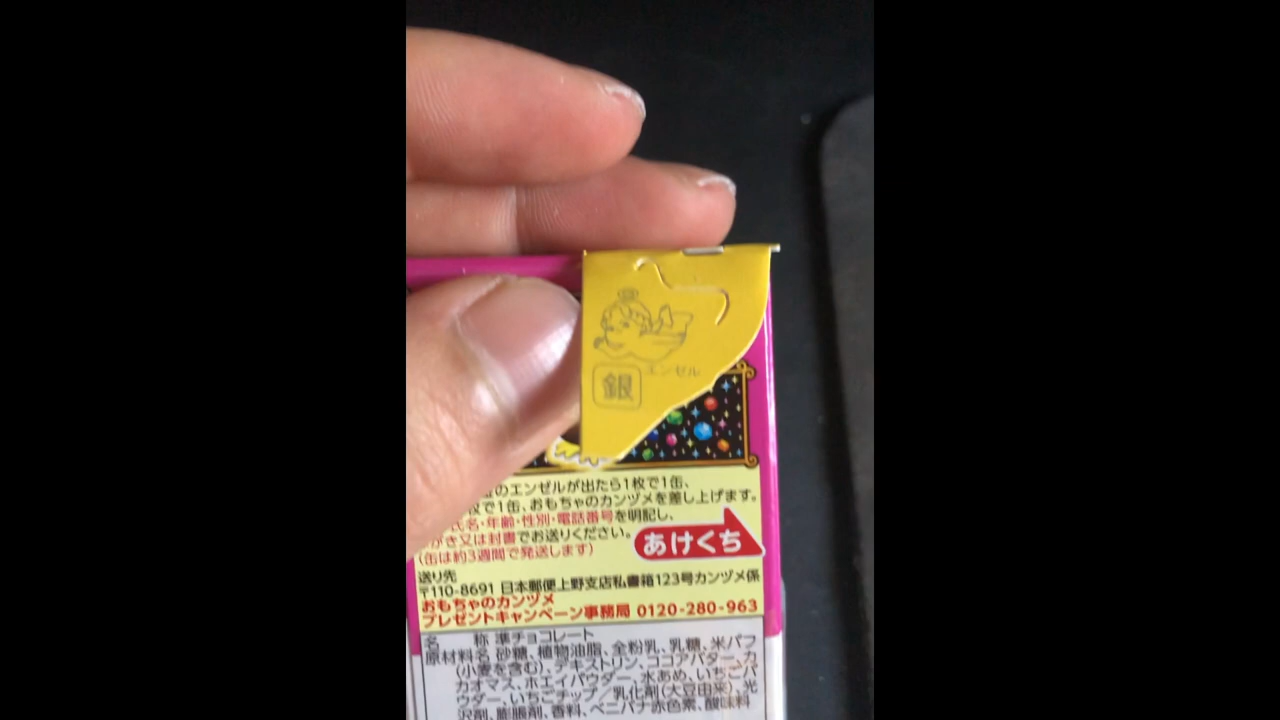 エンゼル
銀
のエンゼルが出たら1枚で1缶、
枚で1缶、おもちゃのカンヅメを差し上げます。
氏名・年齢・性別・電話番号を明記し、
がき又は封書でお送りください。
(缶は約3週間で発送します)
あけくち
送り先
〒110-8691 日本郵便上野支店私書箱123号カンヅメ係
おもちゃのカンヅメ
プレゼントキャンペーン事務局 0120-280-963
名 称 準チョコレート
原材料名 砂糖、植物油脂、全粉乳、乳糖、米パフ
(小麦を含む)、デキストリン、ココアバター、カ
カオマス、ホエイパウダー、水あめ、いちごパ
ウダー、いちごチップ/乳化剤(大豆由来)、光
沢剤、膨脹剤、香料、ベニバナ赤色素、酸味料